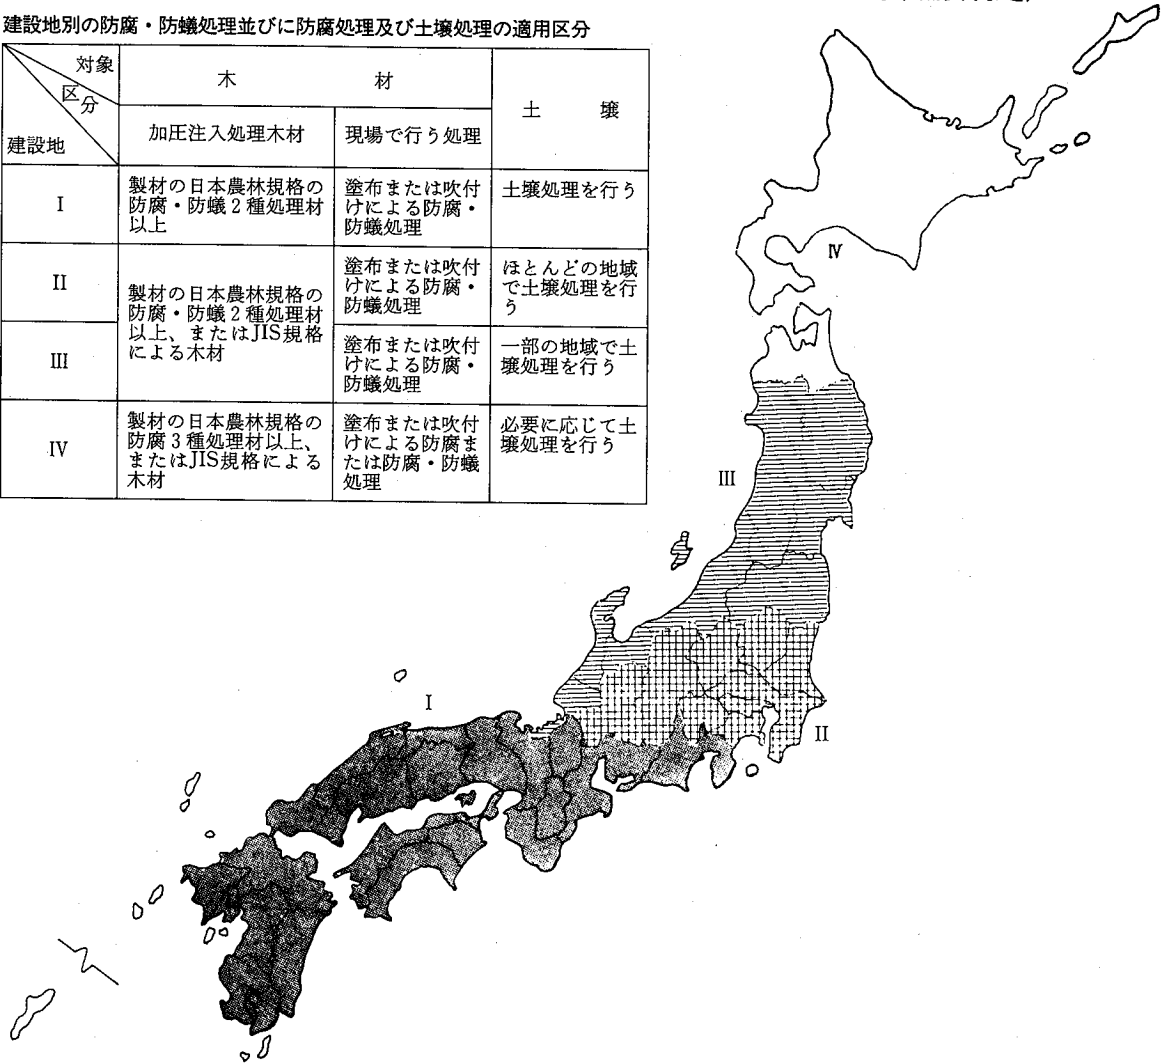 建設地別の防腐・防蟻処理並びに防腐処理及び土壌処理の適用区分
対象
区分
建設地
木材
加圧注入処理木材
現場で行う処理
土壌
I
製材の日本農林規格の
防腐・防蟻2種処理材
以上
塗布または吹付
けによる防腐・
防蟻処理
土壌処理を行う
II
製材の日本農林規格の
防腐・防蟻2種処理材
以上、またはJIS規格
による木材
塗布または吹付
けによる防腐・
防蟻処理
ほとんどの地域
で土壌処理を行
う
III
塗布または吹付
けによる防腐・
防蟻処理
一部の地域で土
壌処理を行う
IV
製材の日本農林規格の
防腐3種処理材以上、
またはJIS規格による
木材
塗布または吹付
けによる防腐ま
たは防腐・防蟻
処理
必要に応じて土
壌処理を行う
IV
III
I
II